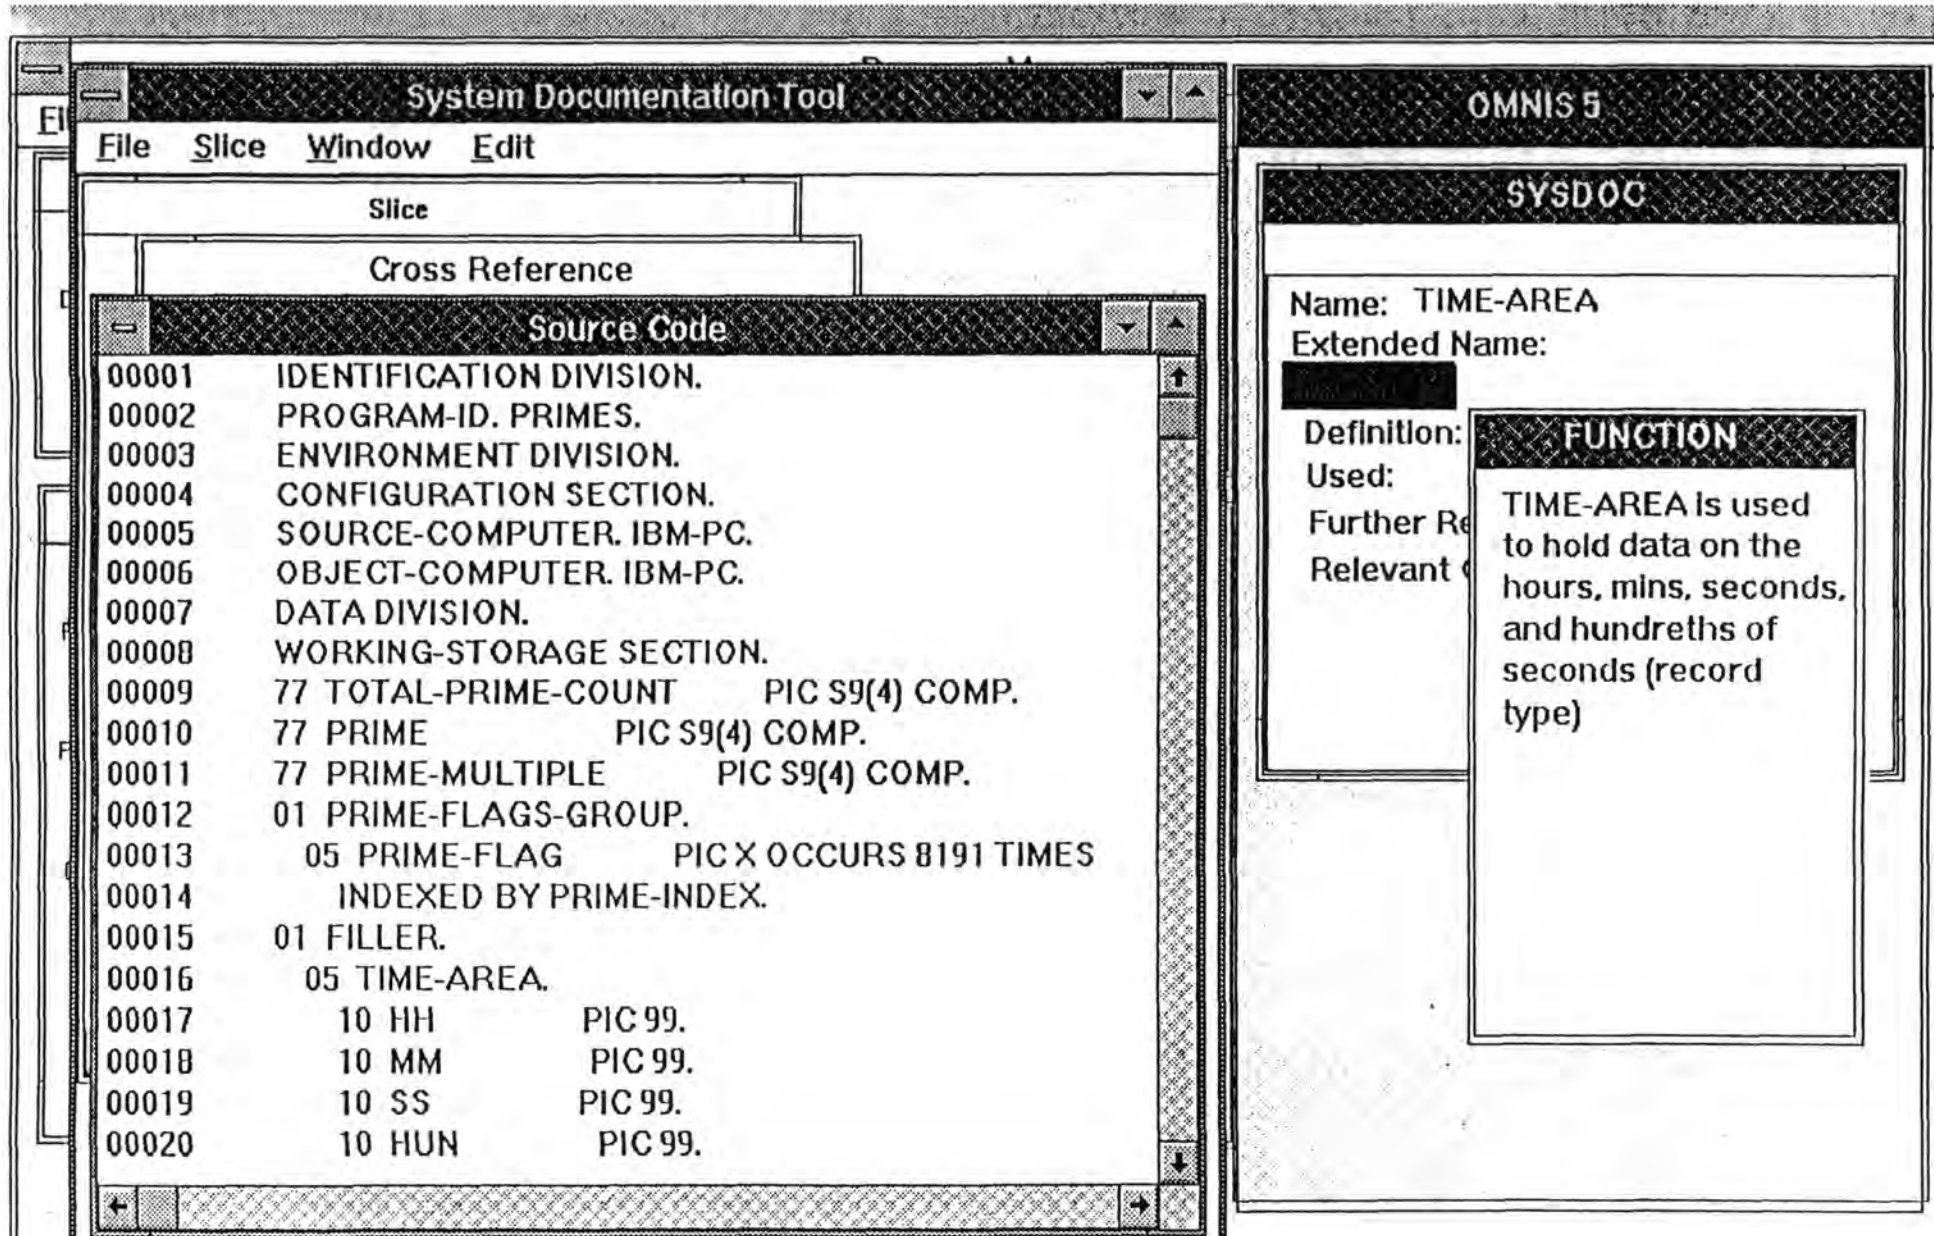 System Documentation Tool
File Slice Window Edit
Slice
Cross Reference
Source Code
00001 IDENTIFICATION DIVISION.
00002 PROGRAM-ID. PRIMES.
00003 ENVIRONMENT DIVISION.
00004 CONFIGURATION SECTION.
00005 SOURCE-COMPUTER. IBM-PC.
00006 OBJECT-COMPUTER. IBM-PC.
00007 DATA DIVISION.
00008 WORKING-STORAGE SECTION.
00009 77 TOTAL-PRIME-COUNT PIC S9(4) COMP.
00010 77 PRIME PIC S9(4) COMP.
00011 77 PRIME-MULTIPLE PIC S9(4) COMP.
00012 01 PRIME-FLAGS-GROUP.
00013 05 PRIME-FLAG PIC X OCCURS 8191 TIMES
00014 INDEXED BY PRIME-INDEX.
00015 01 FILLER.
00016 05 TIME-AREA.
00017 10 HH PIC 99.
00018 10 MM PIC 99.
00019 10 SS PIC 99.
00020 10 HUN PIC 99.
OMNIS 5
SYSDOC
Name: TIME-AREA
Extended Name:
Definition:
Used:
Further Re
Relevant
FUNCTION
TIME-AREA is used
to hold data on the
hours, mins, seconds,
and hundreths of
seconds (record
type)